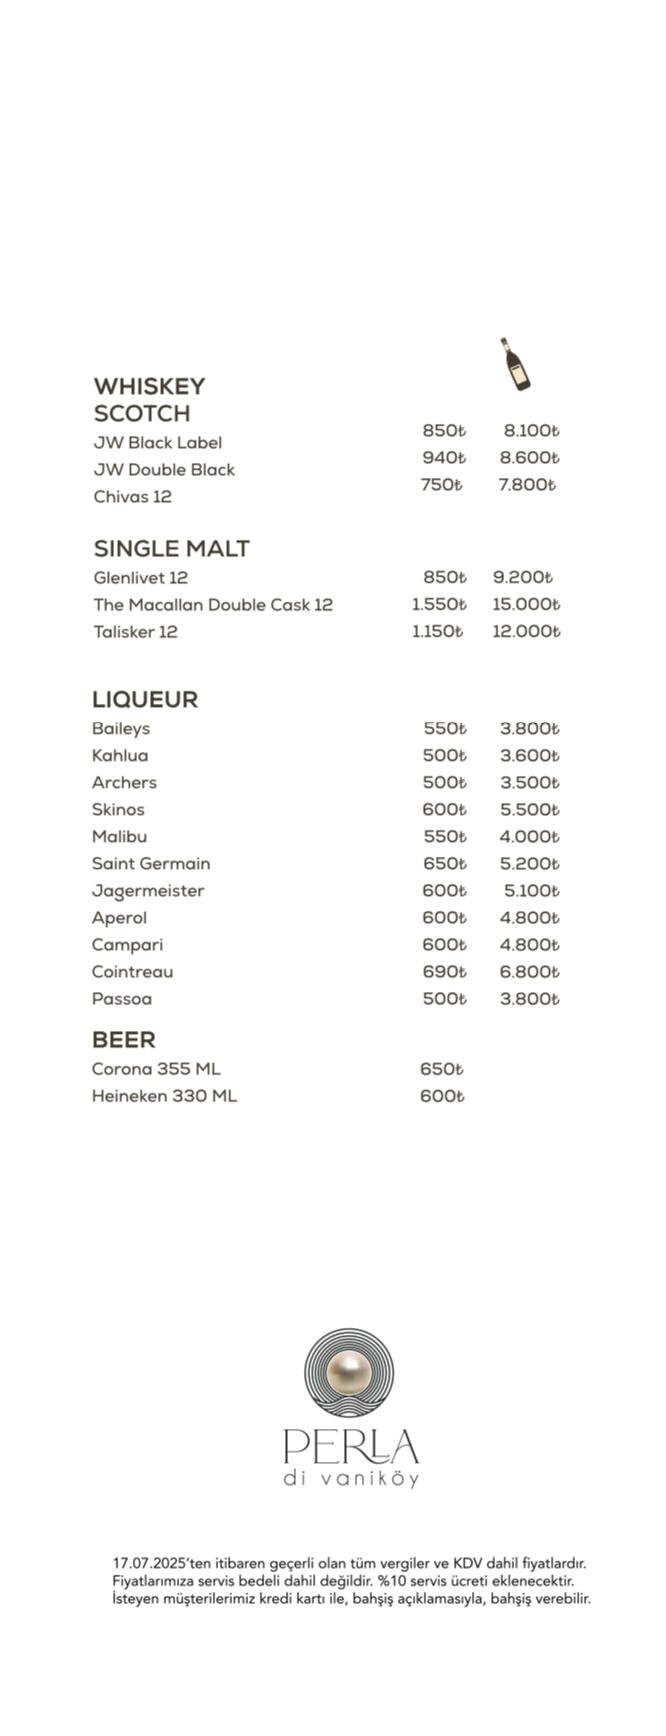 WHISKEY
SCOTCH
JW Black Label 850₺ 8.100₺
JW Double Black 940₺ 8.600₺
Chivas 12 750₺ 7.800₺
SINGLE MALT
Glenlivet 12 850₺ 9.200₺
The Macallan Double Cask 12 1.550₺ 15.000₺
Talisker 12 1.150₺ 12.000₺
LIQUEUR
Baileys 550₺ 3.800₺
Kahlua 500₺ 3.600₺
Archers 500₺ 3.500₺
Skinos 600₺ 5.500₺
Malibu 550₺ 4.000₺
Saint Germain 650₺ 5.200₺
Jagermeister 600₺ 5.100₺
Aperol 600₺ 4.800₺
Campari 600₺ 4.800₺
Cointreau 690₺ 6.800₺
Passoa 500₺ 3.800₺
BEER
Corona 355 ML 650₺
Heineken 330 ML 600₺
PERLA
di vaniköy
17.07.2025’ten itibaren geçerli olan tüm vergiler ve KDV dahil fiyatlardır.
Fiyatlarımıza servis bedeli dahil değildir. %10 servis ücreti eklenecektir.
İsteyen müşterilerimiz kredi kartı ile, bahşiş açıklamasıyla, bahşiş verebilir.